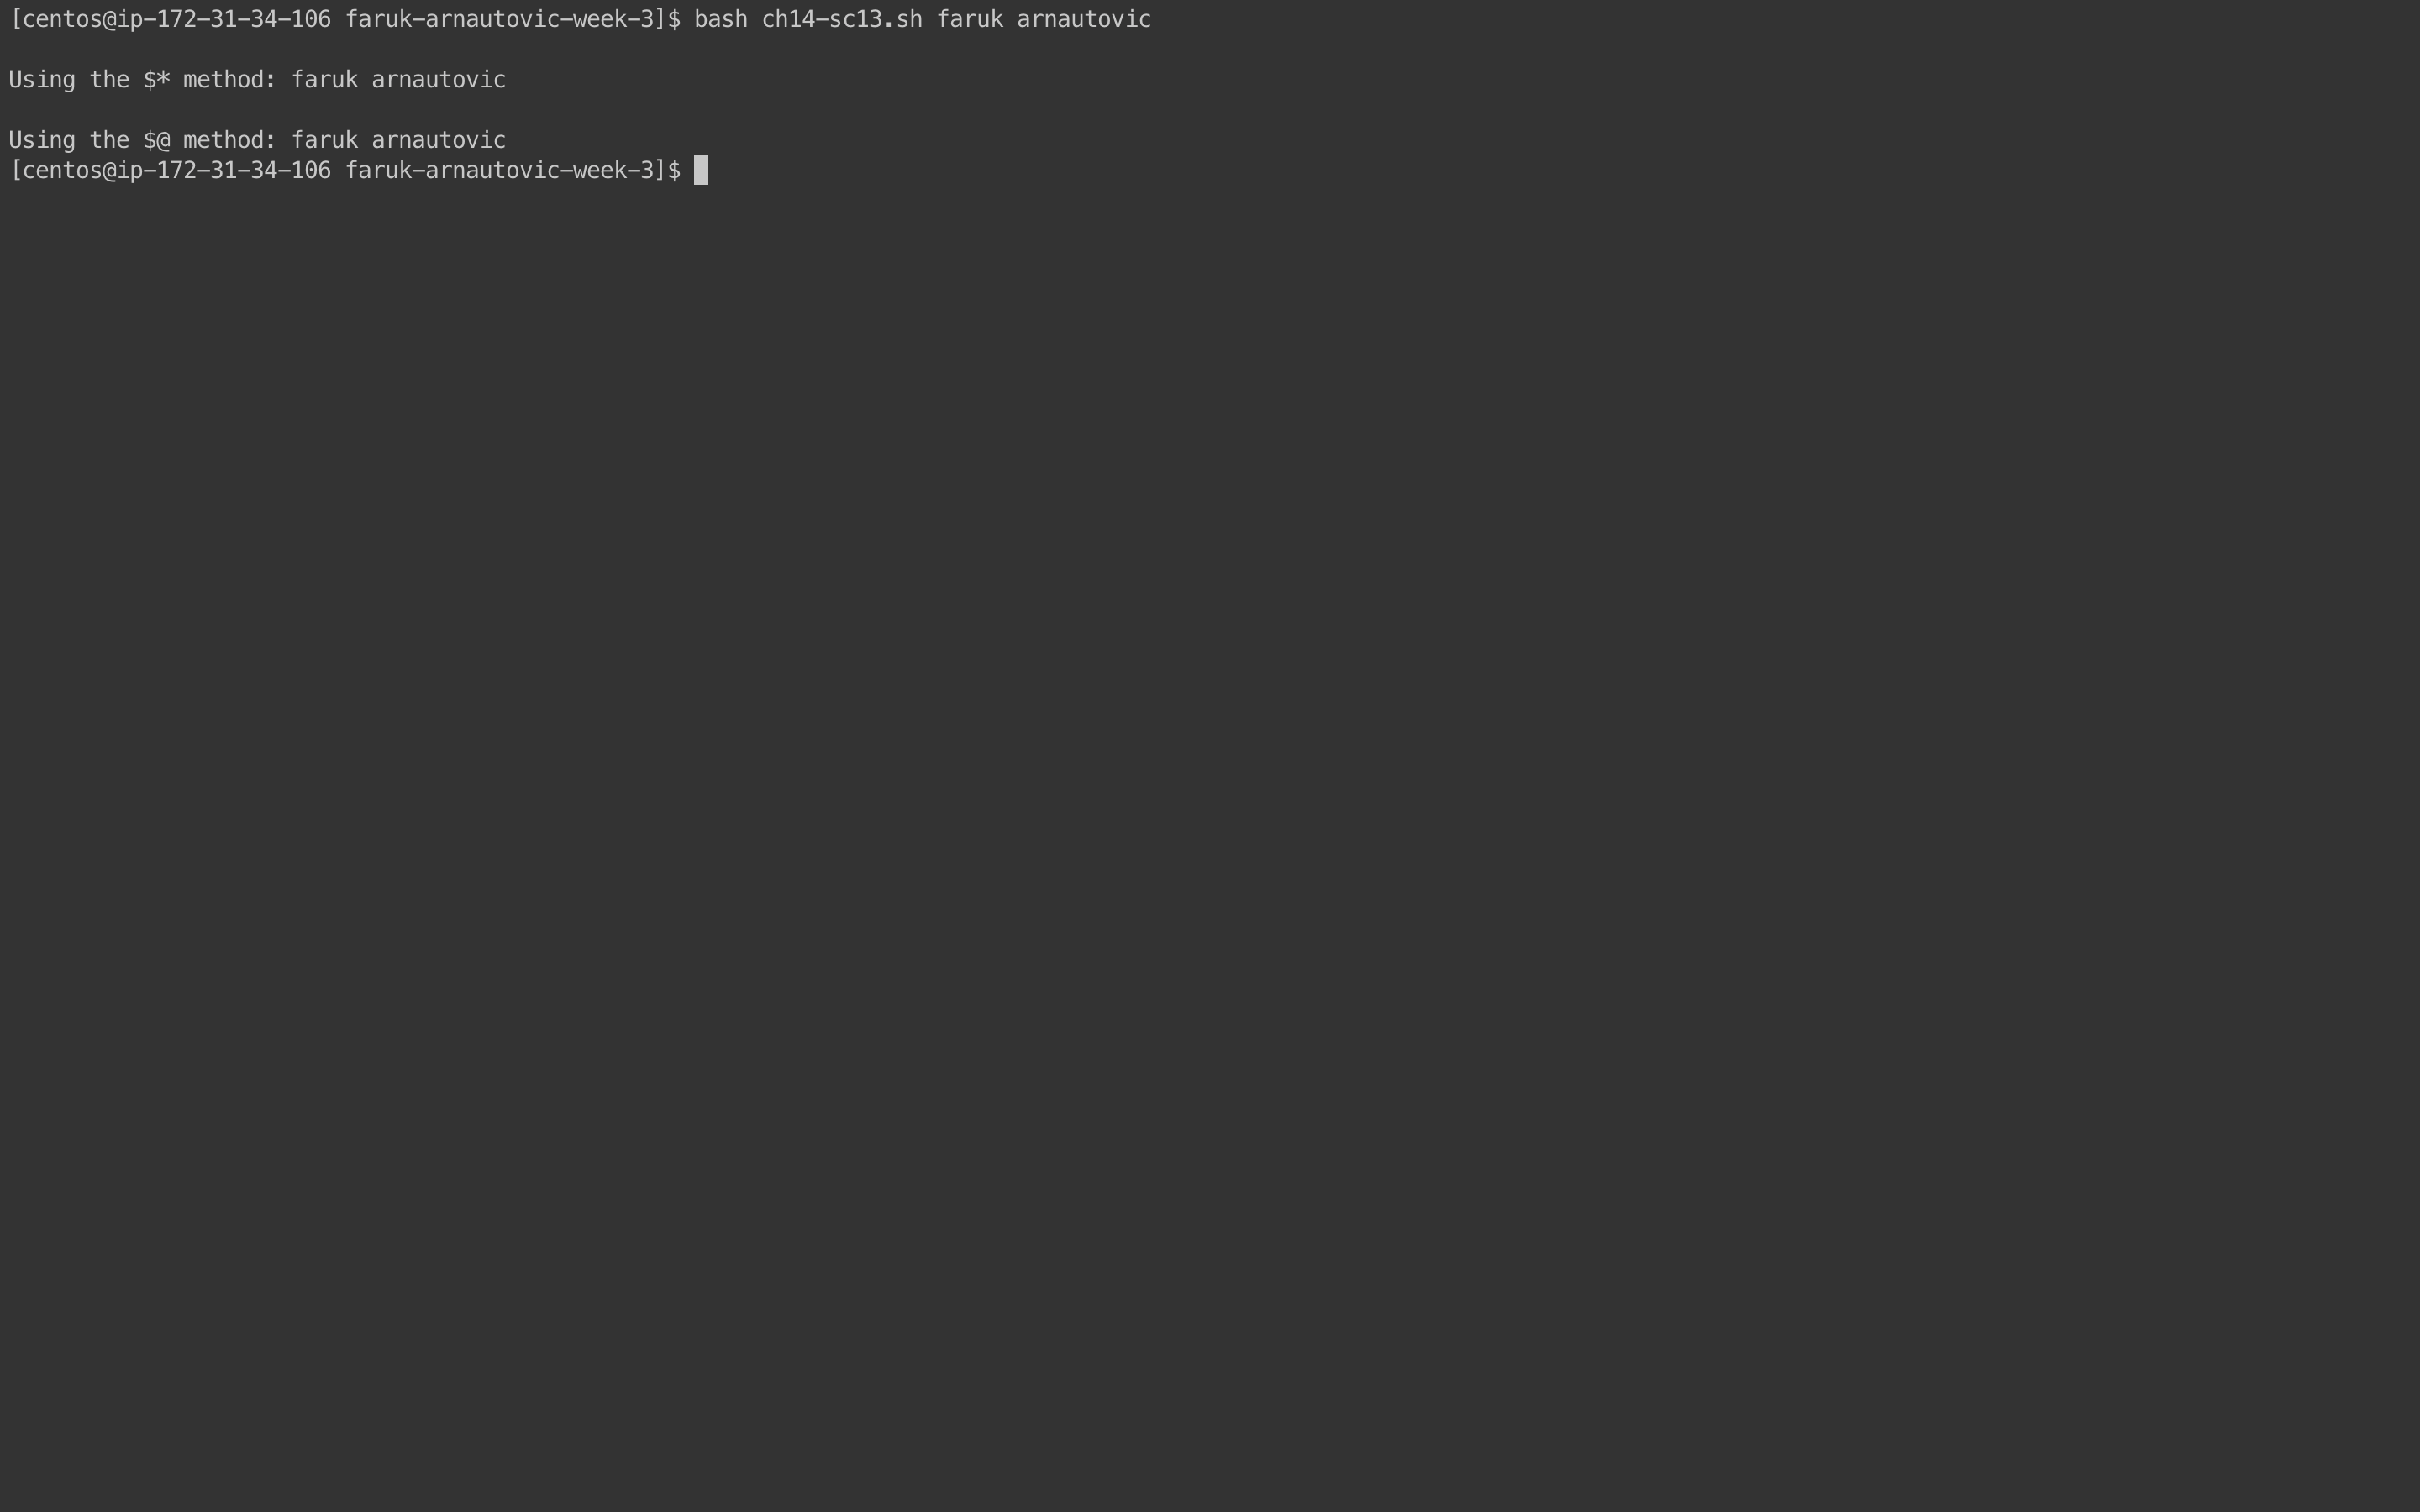 [centos@ip-172-31-34-106 faruk-arnautovic-week-3]$ bash ch14-sc13.sh faruk arnautovic
Using the $* method: faruk arnautovic
Using the $@ method: faruk arnautovic
[centos@ip-172-31-34-106 faruk-arnautovic-week-3]$